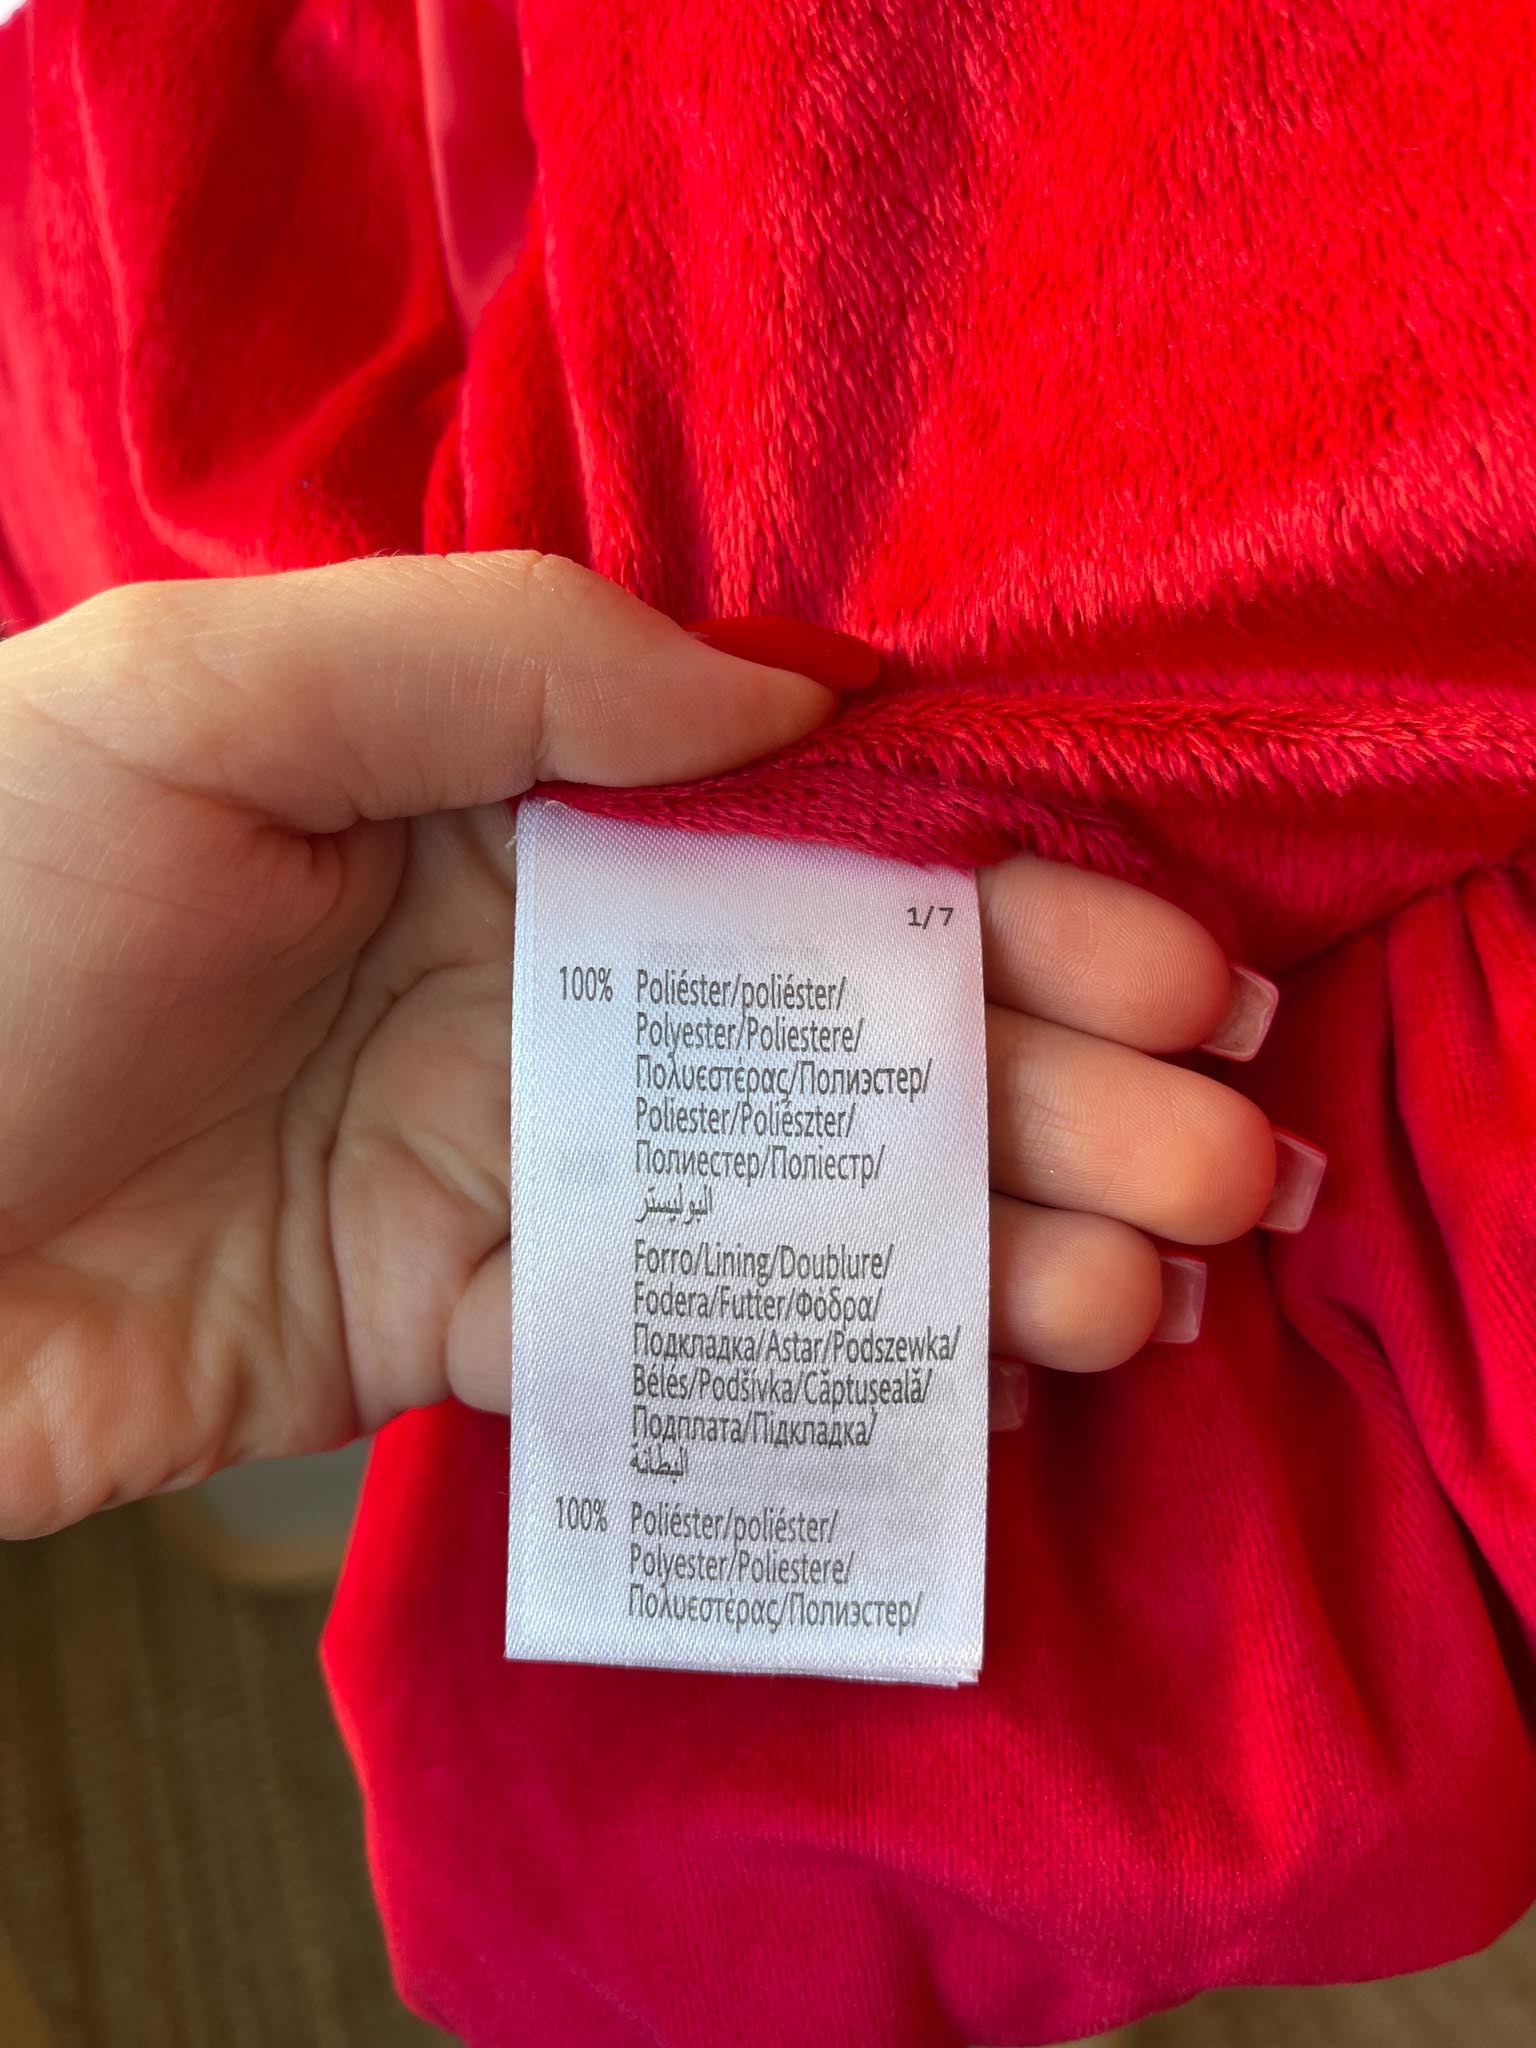 1/7
100% Poliéster/poliéster/
Polyester/Poliestere/
Πολυεστέρας/Полиэстер/
Poliester/Poliészter/
Полиестер/Поліестр/
البوليستر
Forro/Lining/Doublure/
Fodera/Futter/Φόδρα/
Подкладка/Astar/Podszewka/
Bélés/Podšívka/Căptușeală/
Подплата/Підкладка/
البطانة
100% Poliéster/poliéster/
Polyester/Poliestere/
Πολυεστέρας/Полиэстер/